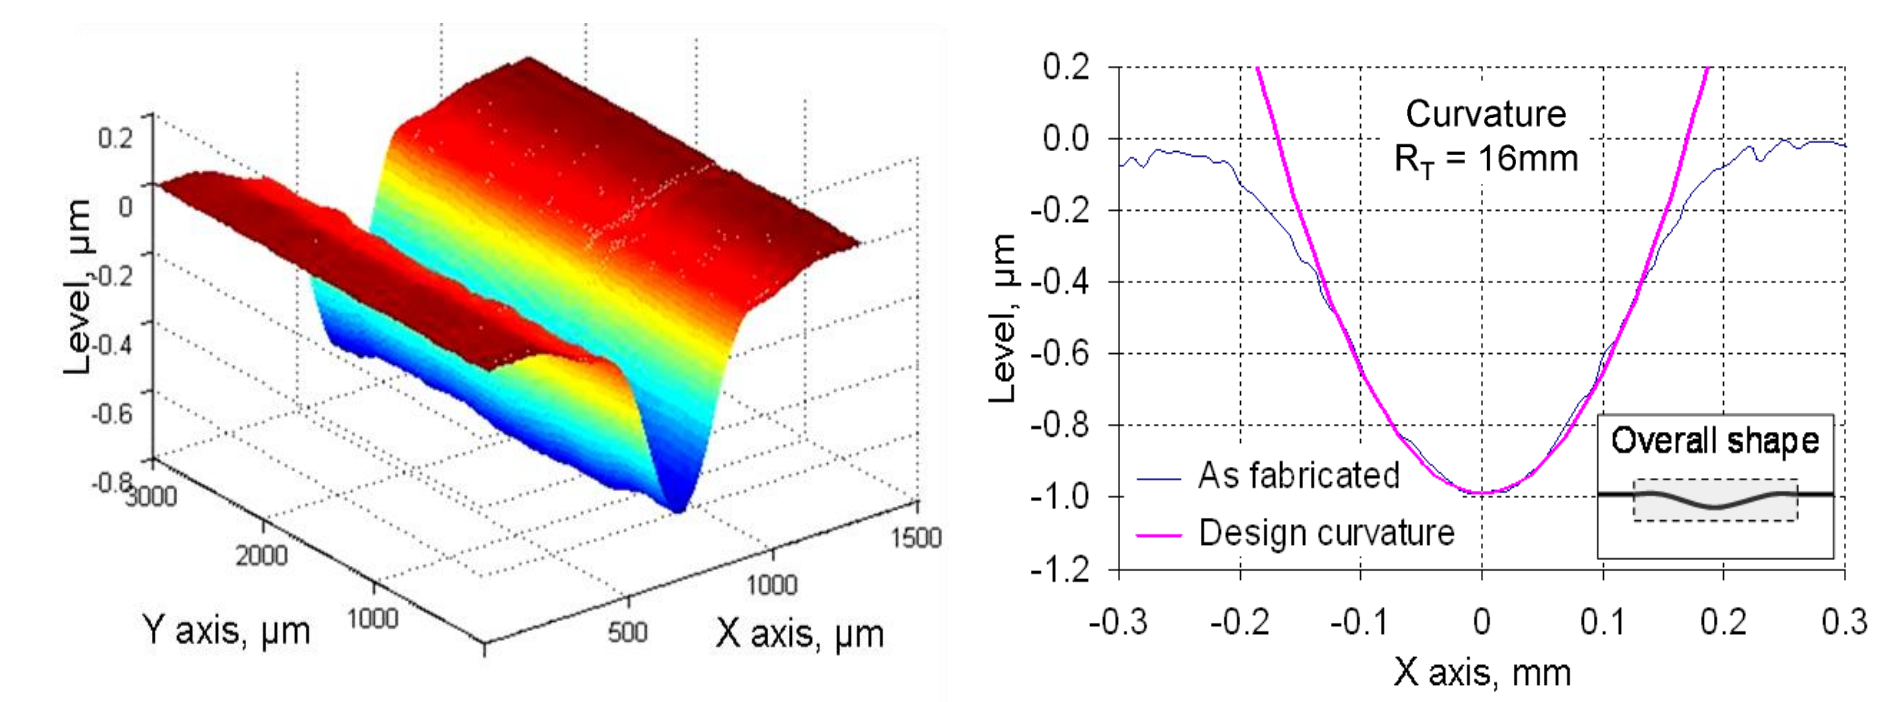 0.2
0
-0.2
-0.4
-0.6
-0.8
Level, µm
3000
2000
1000
Y axis, µm
500
1000
1500
X axis, µm
0.2
0.0
-0.2
-0.4
-0.6
-0.8
-1.0
-1.2
Level, µm
Curvature
R_T = 16mm
As fabricated
Design curvature
Overall shape
-0.3 -0.2 -0.1 0 0.1 0.2 0.3
X axis, mm